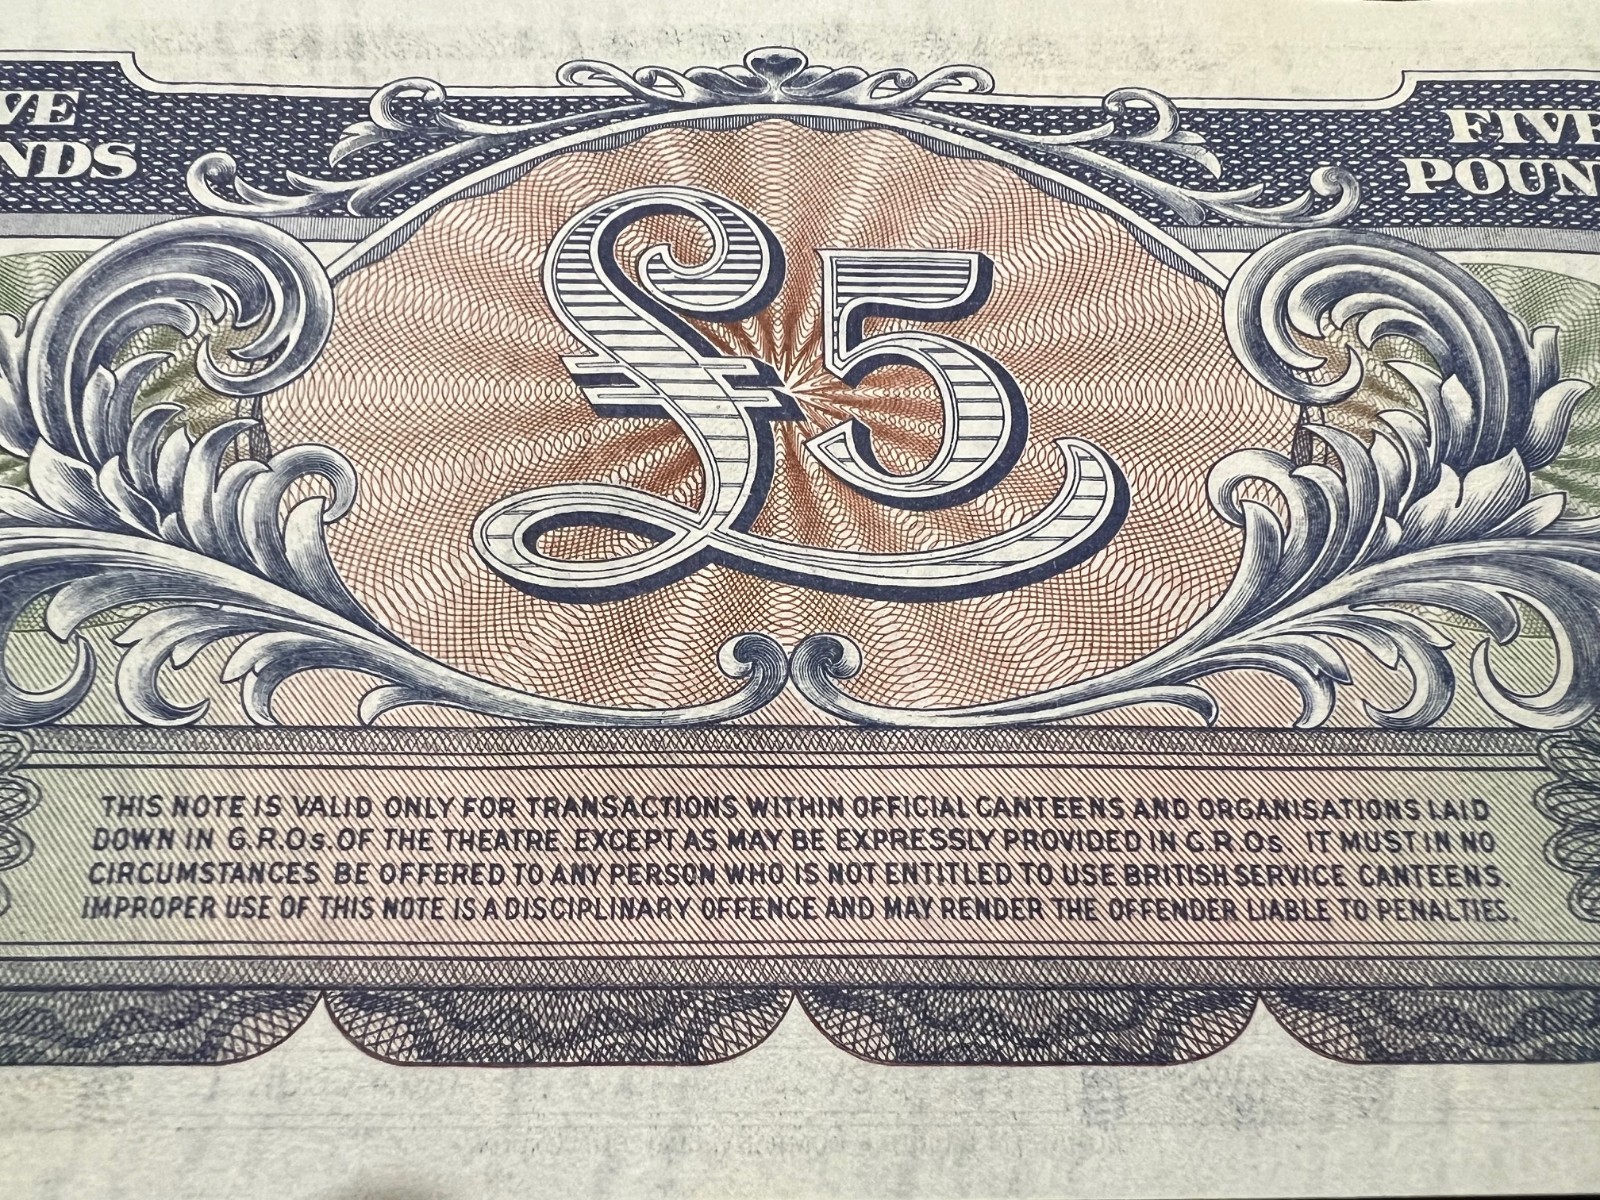 VE
NDS
FIVE
POUN
£5
THIS NOTE IS VALID ONLY FOR TRANSACTIONS WITHIN OFFICIAL CANTEENS AND ORGANISATIONS LAID
DOWN IN G.R.Os. OF THE THEATRE. EXCEPT AS MAY BE EXPRESSLY PROVIDED IN G.R.Os. IT MUST IN NO
CIRCUMSTANCES BE OFFERED TO ANY PERSON WHO IS NOT ENTITLED TO USE BRITISH SERVICE CANTEENS.
IMPROPER USE OF THIS NOTE IS A DISCIPLINARY OFFENCE AND MAY RENDER THE OFFENDER LIABLE TO PENALTIES.